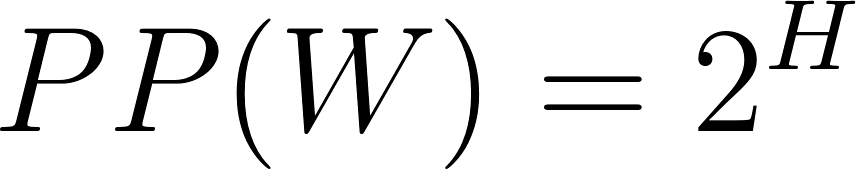 PP(W) = 2^H